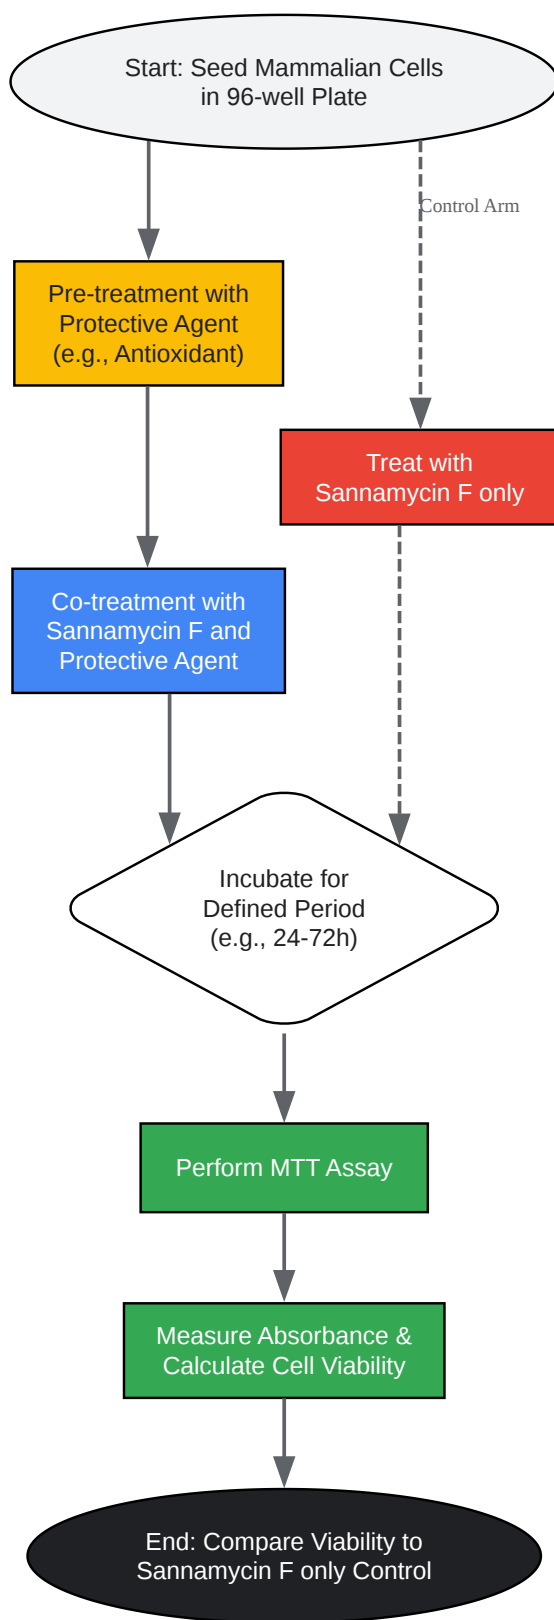 Start: Seed Mammalian Cells
in 96-well Plate
Control Arm
Pre-treatment with
Protective Agent
(e.g., Antioxidant)
Treat with
Sannamycin F only
Co-treatment with
Sannamycin F and
Protective Agent
Incubate for
Defined Period
(e.g., 24-72h)
Perform MTT Assay
Measure Absorbance &
Calculate Cell Viability
End: Compare Viability to
Sannamycin F only Control